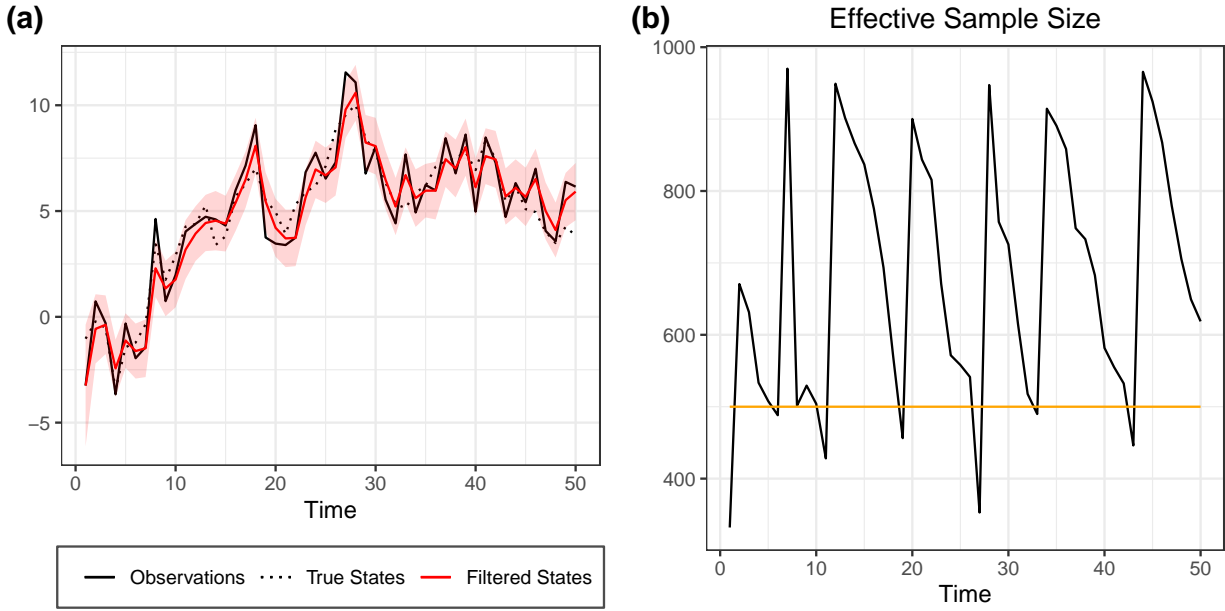 (a)
10
5
0
−5
0 10 20 30 40 50
Time
Observations True States Filtered States
(b)
Effective Sample Size
1000
800
600
400
0 10 20 30 40 50
Time